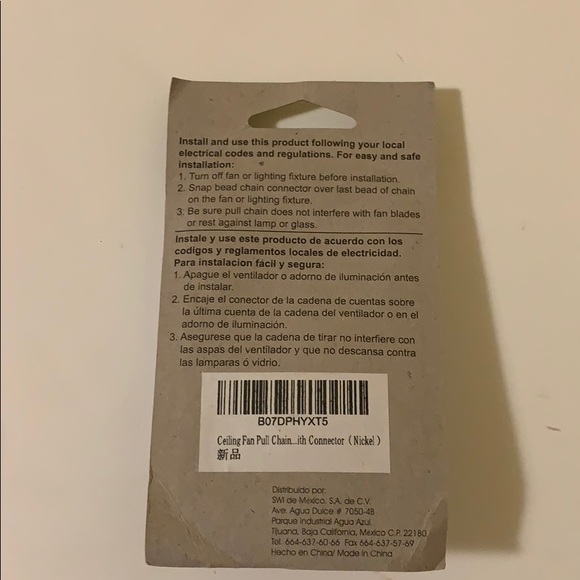 Install and use this product following your local
electrical codes and regulations. For easy and safe
installation:
1. Turn off fan or lighting fixture before installation.
2. Snap bead chain connector over last bead of chain
on the fan or lighting fixture.
3. Be sure pull chain does not interfere with fan blades
or rest against lamp or glass.
Instale y use este producto de acuerdo con los
codigos y reglamentos locales de electricidad.
Para instalacion fácil y segura:
1. Apague el ventilador o adorno de iluminación antes
de instalar.
2. Encaje el conector de la cadena de cuentas sobre
la última cuenta de la cadena del ventilador o en el
adorno de iluminación.
3. Asegurese que la cadena de tirar no interfiere con
las aspas del ventilador y que no descansa contra
las lamparas ó vidrio.
B07DPHYXT5
Ceiling Fan Pull Chain...ith Connector（Nickel）
新品
Distribuido por:
SWI de México, S.A. de C.V.
Ave. Agua Dulce # 7050-4B
Parque Industrial Agua Azul.
Tijuana, Baja California, Mexico C.P. 22180
Tel. 664-637-60-66 Fax 664-637-57-69
Hecho en China/ Made in China